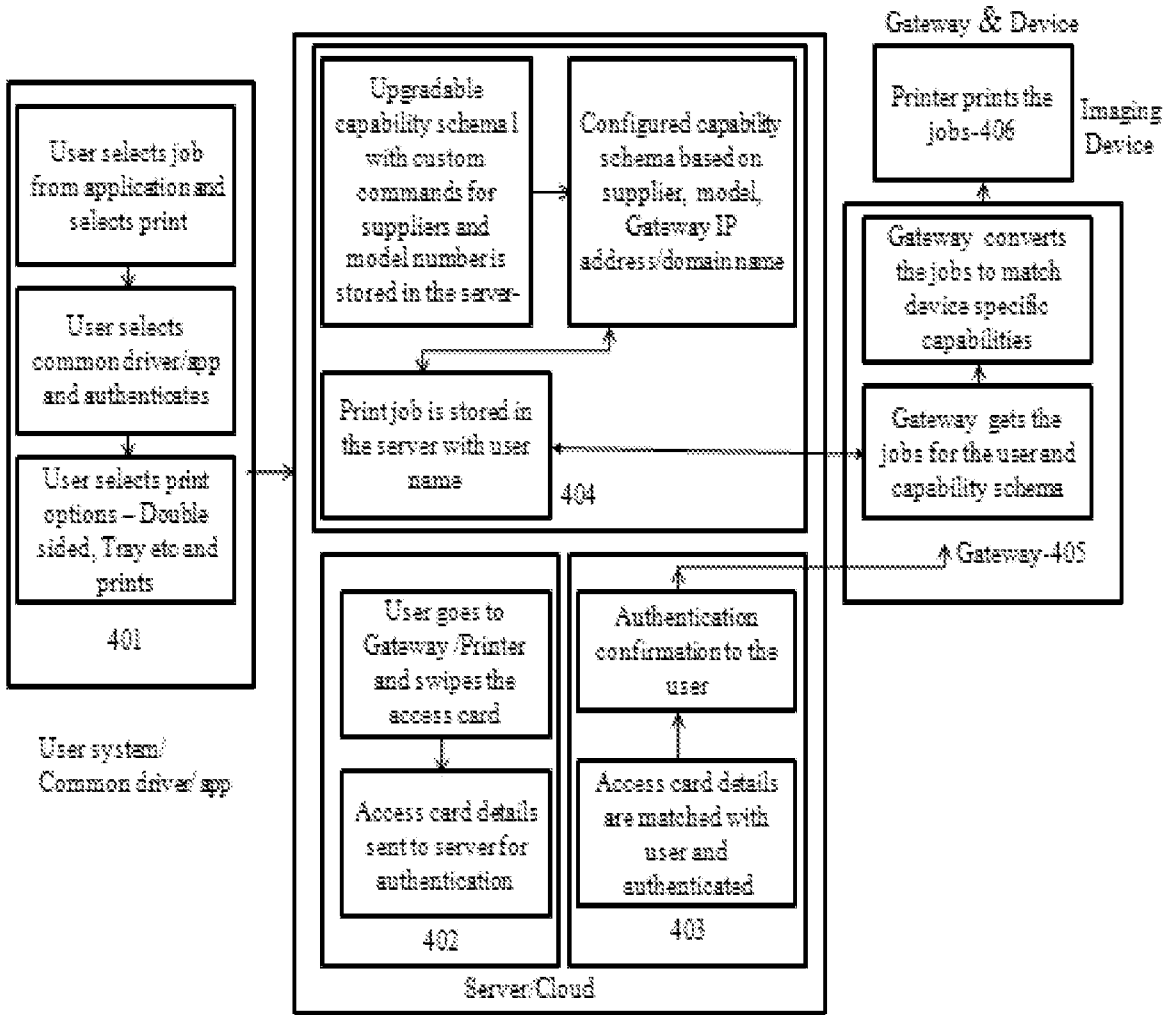 User selects job
from application and
selects print
User selects
common driver/app
and authenticates
User selects print
options – Double
sided, Tray etc and
prints
401
User system/
Common driver/ app
Upgradable
capability schema l
with custom
commands for
suppliers and
model number is
stored in the server-
Configured capability
schema based on
supplier, model,
Gateway IP
address/domain name
Print job is stored in
the server with user
name
404
User goes to
Gateway /Printer
and swipes the
access card
Access card details
sent to server for
authentication
402
Authentication
confirmation to the
user
Access card details
are matched with
user and
authenticated
403
Server/Cloud
Gateway & Device
Printer prints the
jobs-406
Imaging
Device
Gateway converts
the jobs to match
device specific
capabilities
Gateway gets the
jobs for the user and
capability schema
Gateway-405